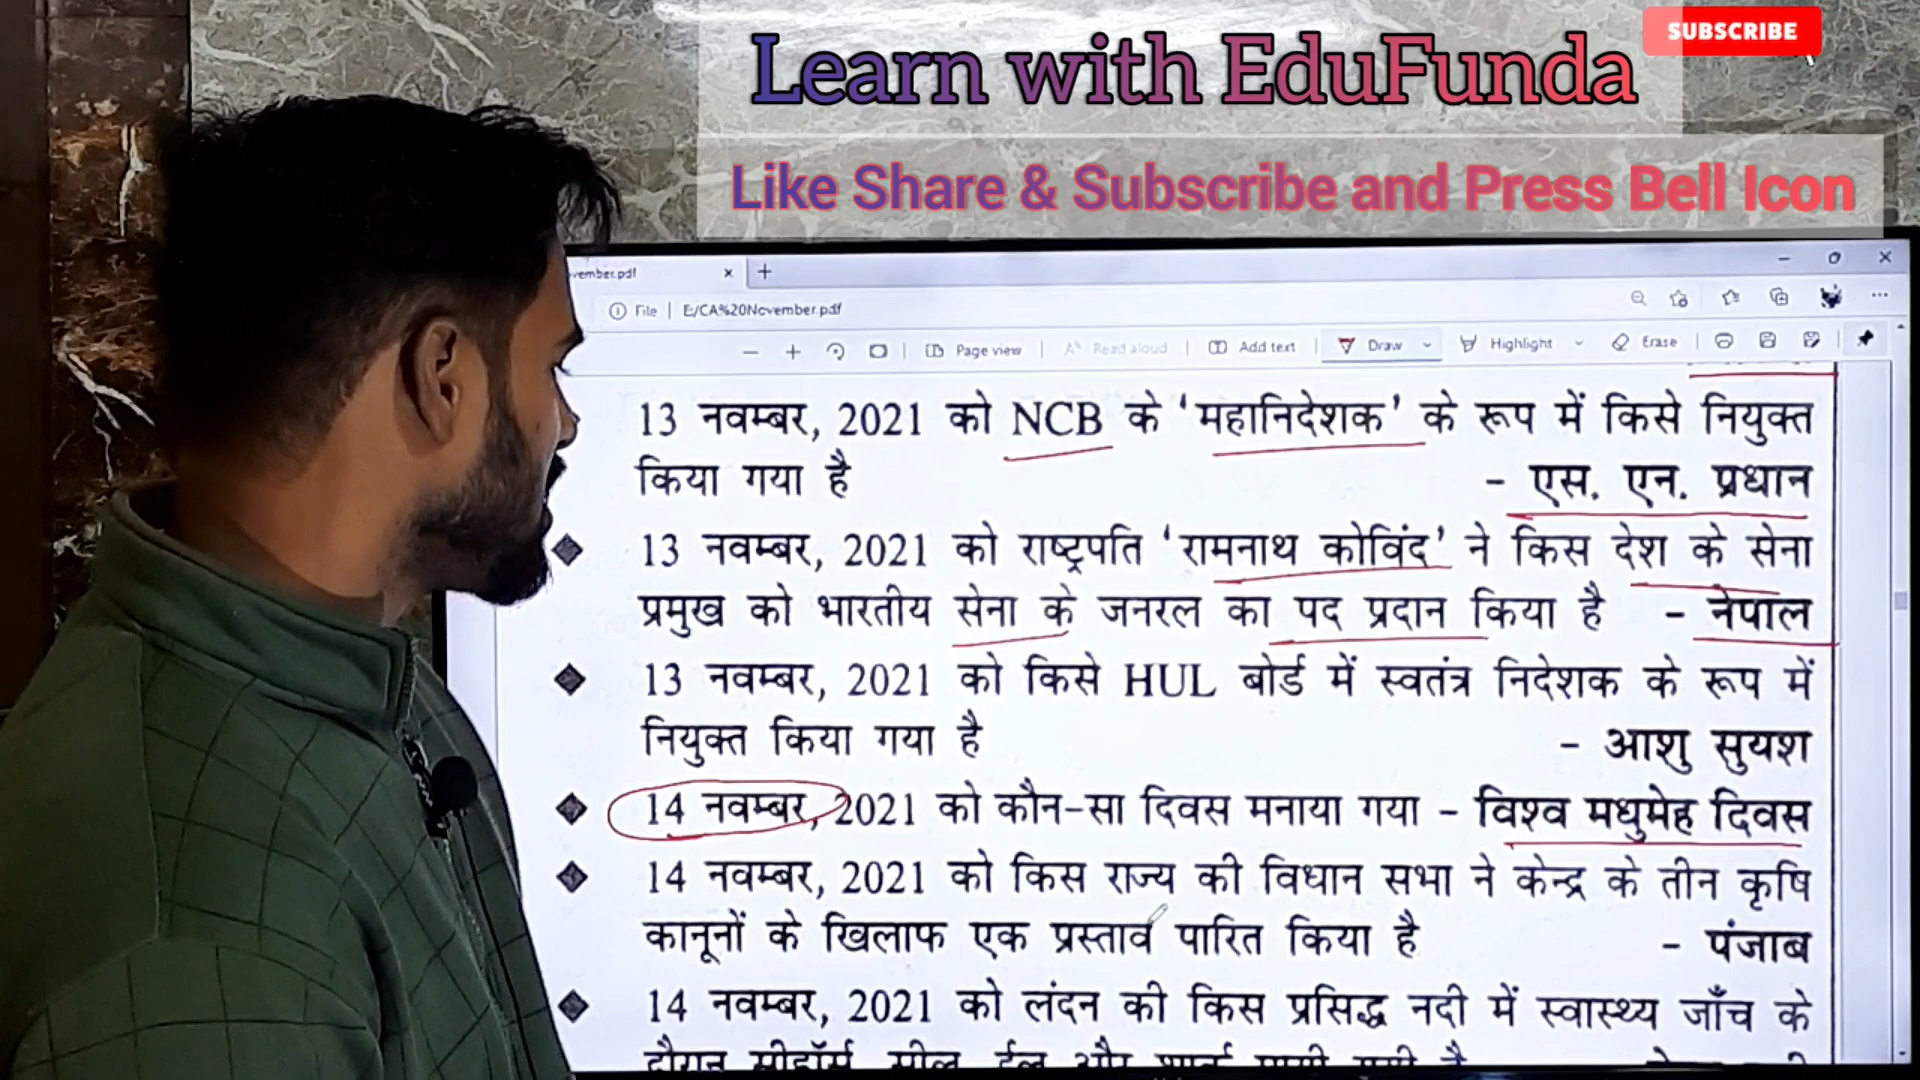 SUBSCRIBE
Learn with EduFunda
Like Share & Subscribe and Press Bell Icon
vember.pdf
File | E:/CA%20November.pdf
Page view | Read aloud | Add text | Draw Highlight Erase
13 नवम्बर, 2021 को NCB के 'महानिदेशक' के रूप में किसे नियुक्त
किया गया है - एस. एन. प्रधान
13 नवम्बर, 2021 को राष्ट्रपति 'रामनाथ कोविंद' ने किस देश के सेना
प्रमुख को भारतीय सेना के जनरल का पद प्रदान किया है - नेपाल
13 नवम्बर, 2021 को किसे HUL बोर्ड में स्वतंत्र निदेशक के रूप में
नियुक्त किया गया है - आशु सुयश
14 नवम्बर, 2021 को कौन-सा दिवस मनाया गया - विश्व मधुमेह दिवस
14 नवम्बर, 2021 को किस राज्य की विधान सभा ने केन्द्र के तीन कृषि
कानूनों के खिलाफ एक प्रस्ताव पारित किया है - पंजाब
14 नवम्बर, 2021 को लंदन की किस प्रसिद्ध नदी में स्वास्थ्य जाँच के